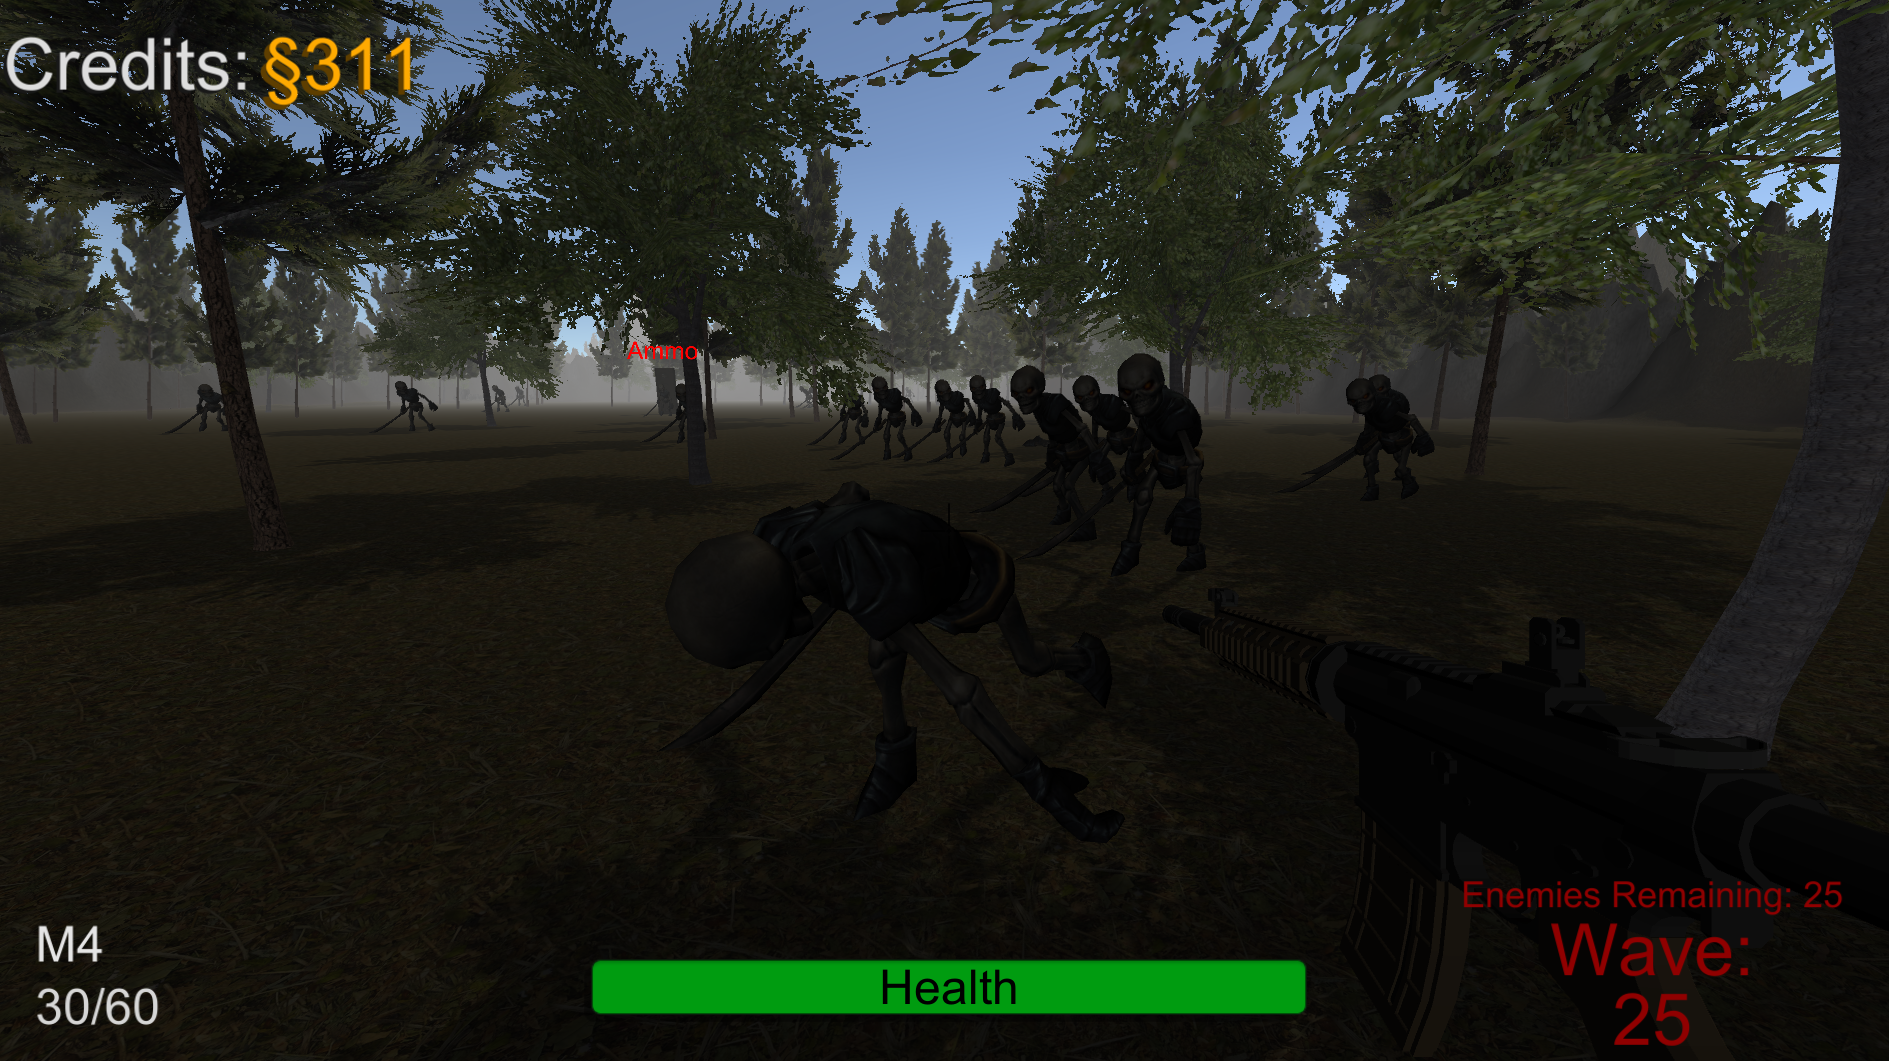 Credits: §311
Ammo
M4
30/60
Health
Enemies Remaining: 25
Wave:
25